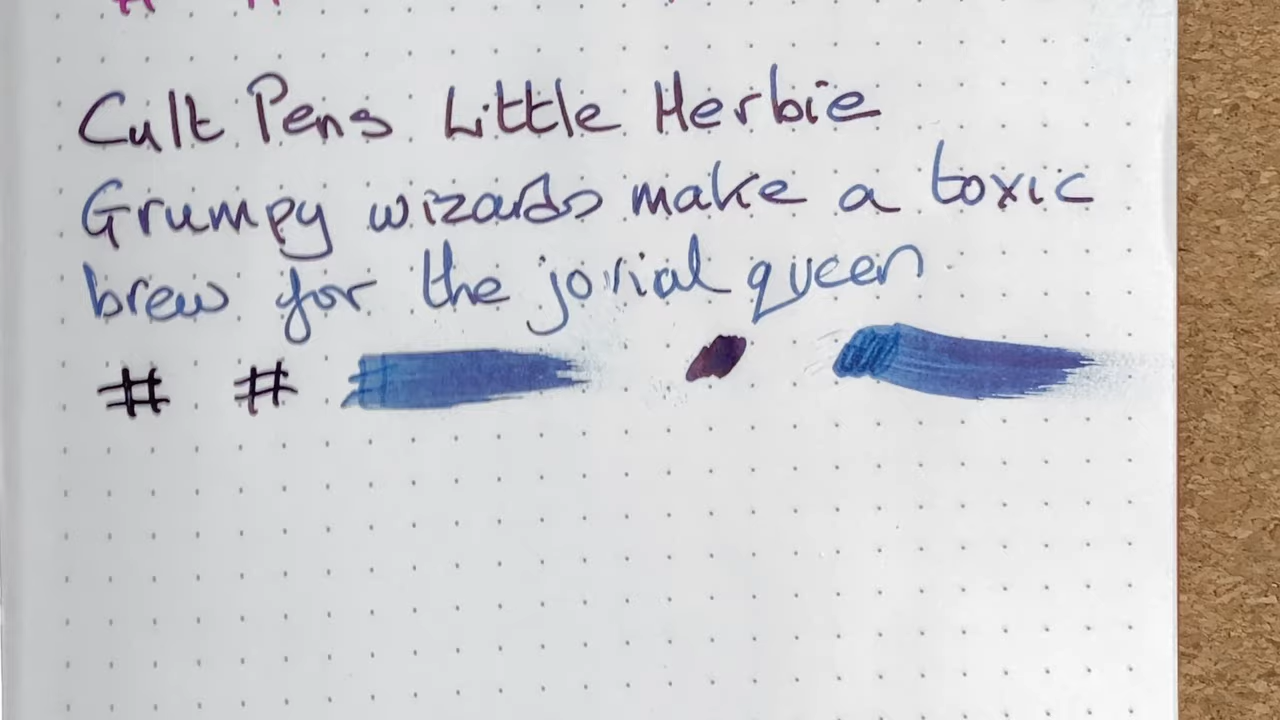 Cult Pens Little Herbie
Grumpy wizards make a toxic
brew for the jovial queen
# #